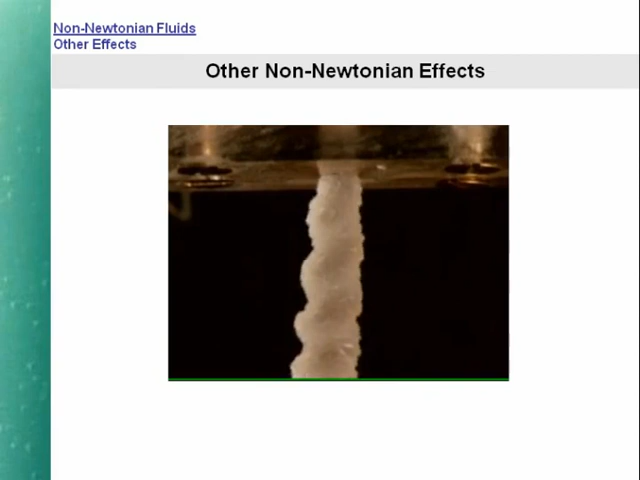 Non-Newtonian Fluids
Other Effects
Other Non-Newtonian Effects